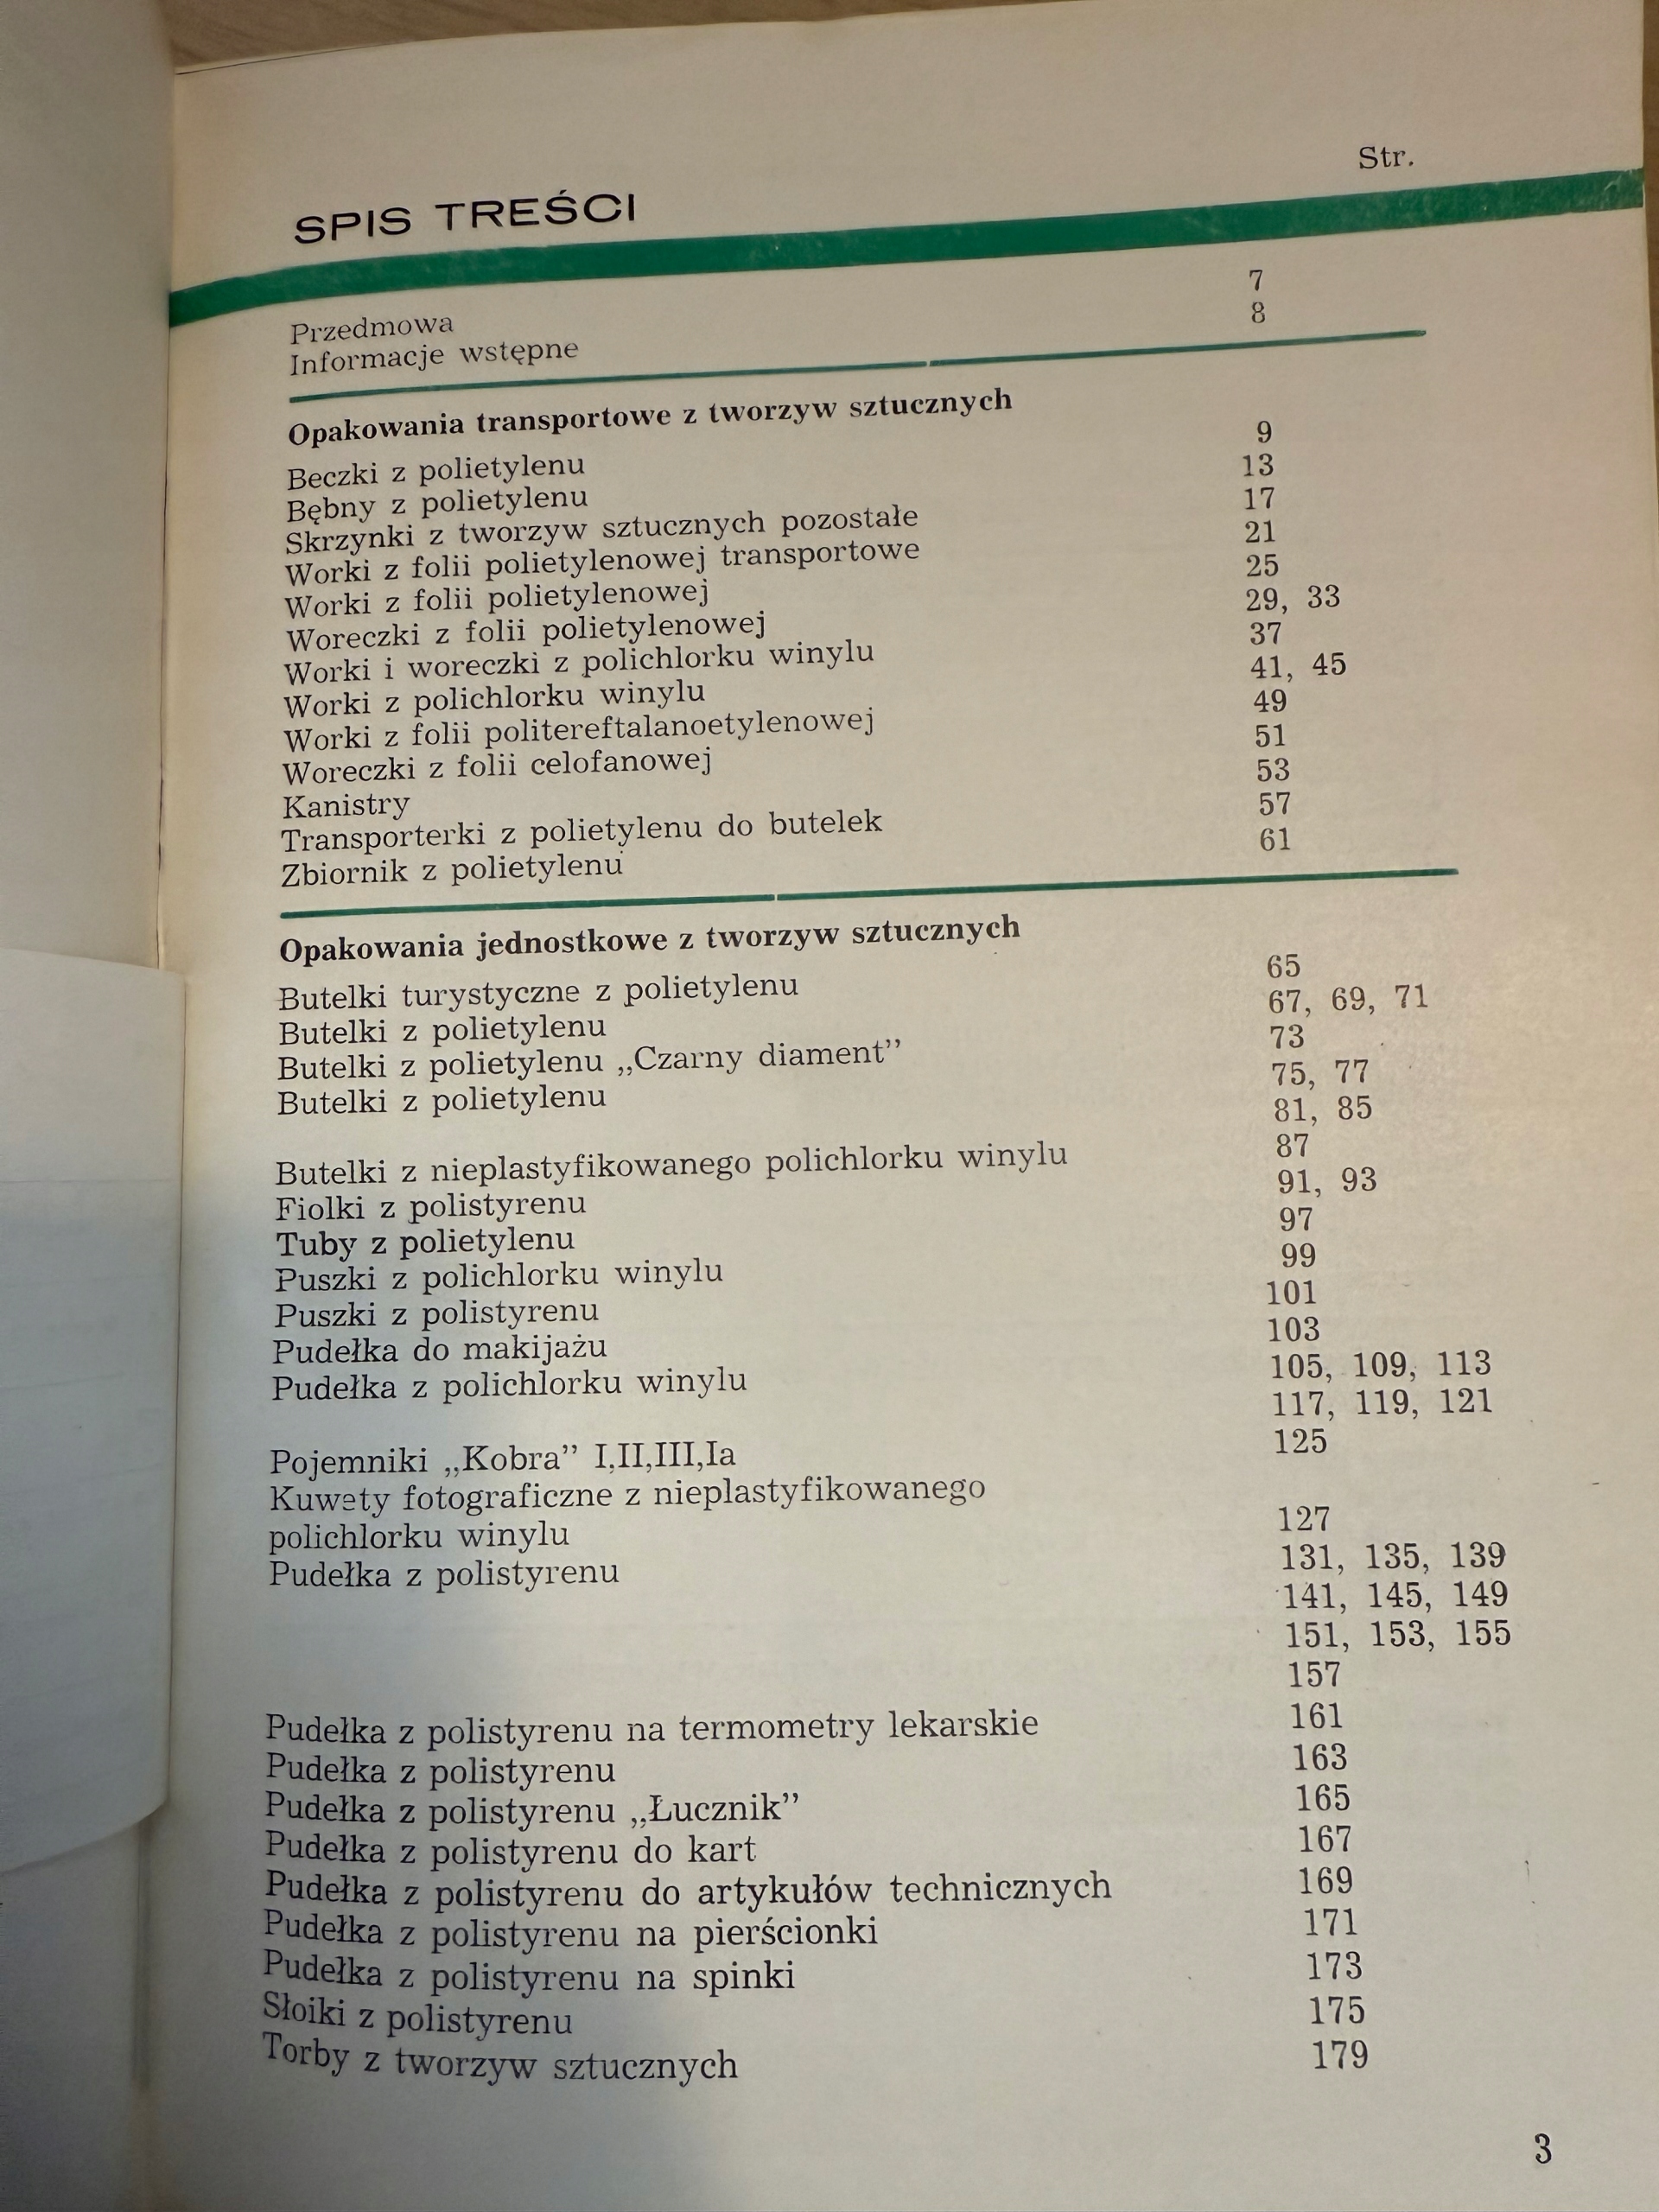 Str.
SPIS TREŚCI
Przedmowa 7
Informacje wstępne 8
Opakowania transportowe z tworzyw sztucznych
Beczki z polietylenu 9
Bębny z polietylenu 13
Skrzynki z tworzyw sztucznych pozostałe 17
Worki z folii polietylenowej transportowe 21
Worki z folii polietylenowej 25
Woreczki z folii polietylenowej 29, 33
Worki i woreczki z polichlorku winylu 37
Worki z polichlorku winylu 41, 45
Worki z folii politereftalanoetylenowej 49
Woreczki z folii celofanowej 51
Kanistry 53
Transporterki z polietylenu do butelek 57
Zbiornik z polietylenu 61
Opakowania jednostkowe z tworzyw sztucznych
Butelki turystyczne z polietylenu 65
Butelki z polietylenu 67, 69, 71
Butelki z polietylenu „Czarny diament” 73
Butelki z polietylenu 75, 77
81, 85
Butelki z nieplastyfikowanego polichlorku winylu 87
Fiolki z polistyrenu 91, 93
Tuby z polietylenu 97
Puszki z polichlorku winylu 99
Puszki z polistyrenu 101
Pudełka do makijażu 103
Pudełka z polichlorku winylu 105, 109, 113
117, 119, 121
Pojemniki „Kobra” I,II,III,Ia 125
Kuwety fotograficzne z nieplastyfikowanego
polichlorku winylu 127
Pudełka z polistyrenu 131, 135, 139
141, 145, 149
151, 153, 155
157
Pudełka z polistyrenu na termometry lekarskie 161
Pudełka z polistyrenu 163
Pudełka z polistyrenu „Łucznik” 165
Pudełka z polistyrenu do kart 167
Pudełka z polistyrenu do artykułów technicznych 169
Pudełka z polistyrenu na pierścionki 171
Pudełka z polistyrenu na spinki 173
Słoiki z polistyrenu 175
Torby z tworzyw sztucznych 179
3